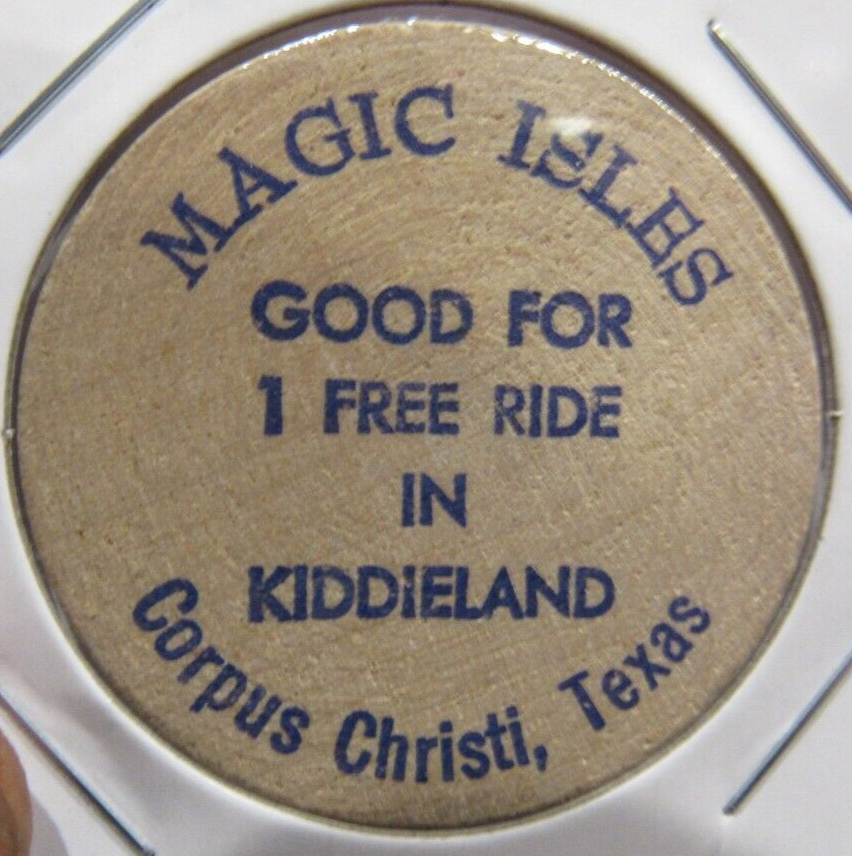 MAGIC ISLES
GOOD FOR
1 FREE RIDE
IN
KIDDIELAND
Corpus Christi, Texas